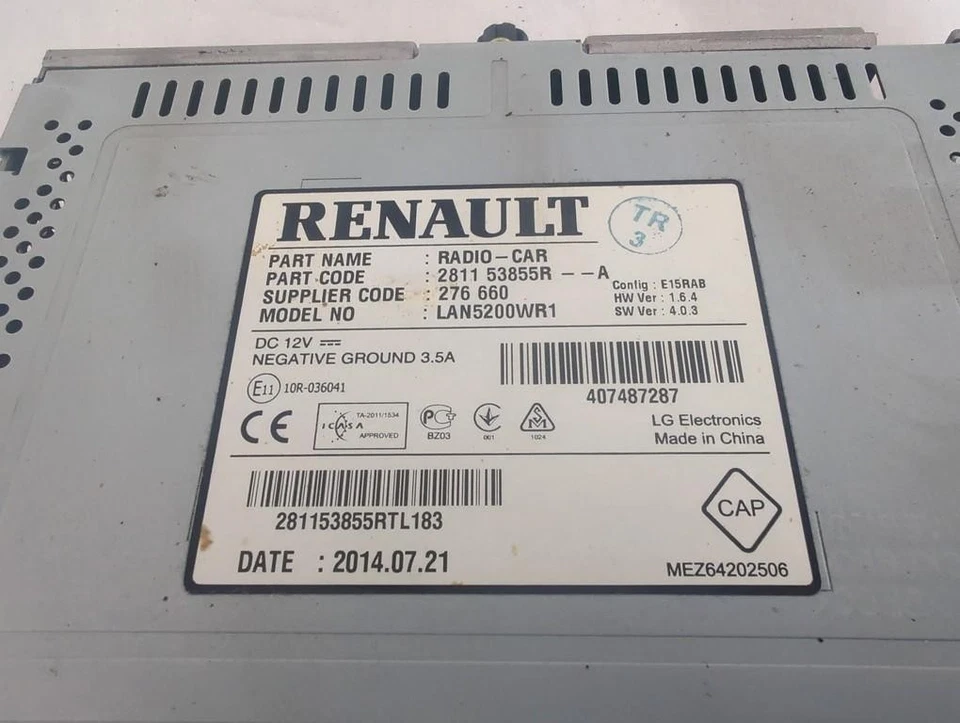 RENAULT
TR
3
PART NAME : RADIO-CAR
PART CODE : 2811 53855R --A
SUPPLIER CODE : 276 660
MODEL NO : LAN5200WR1
Config : E15RAB
HW Ver : 1.6.4
SW Ver : 4.0.3
DC 12V
NEGATIVE GROUND 3.5A
E11 10R-036041
407487287
CE
ICASA
TA-2011/1534
APPROVED
BZ03
001
SM
1024
LG Electronics
Made in China
281153855RTL183
CAP
DATE : 2014.07.21
MEZ64202506